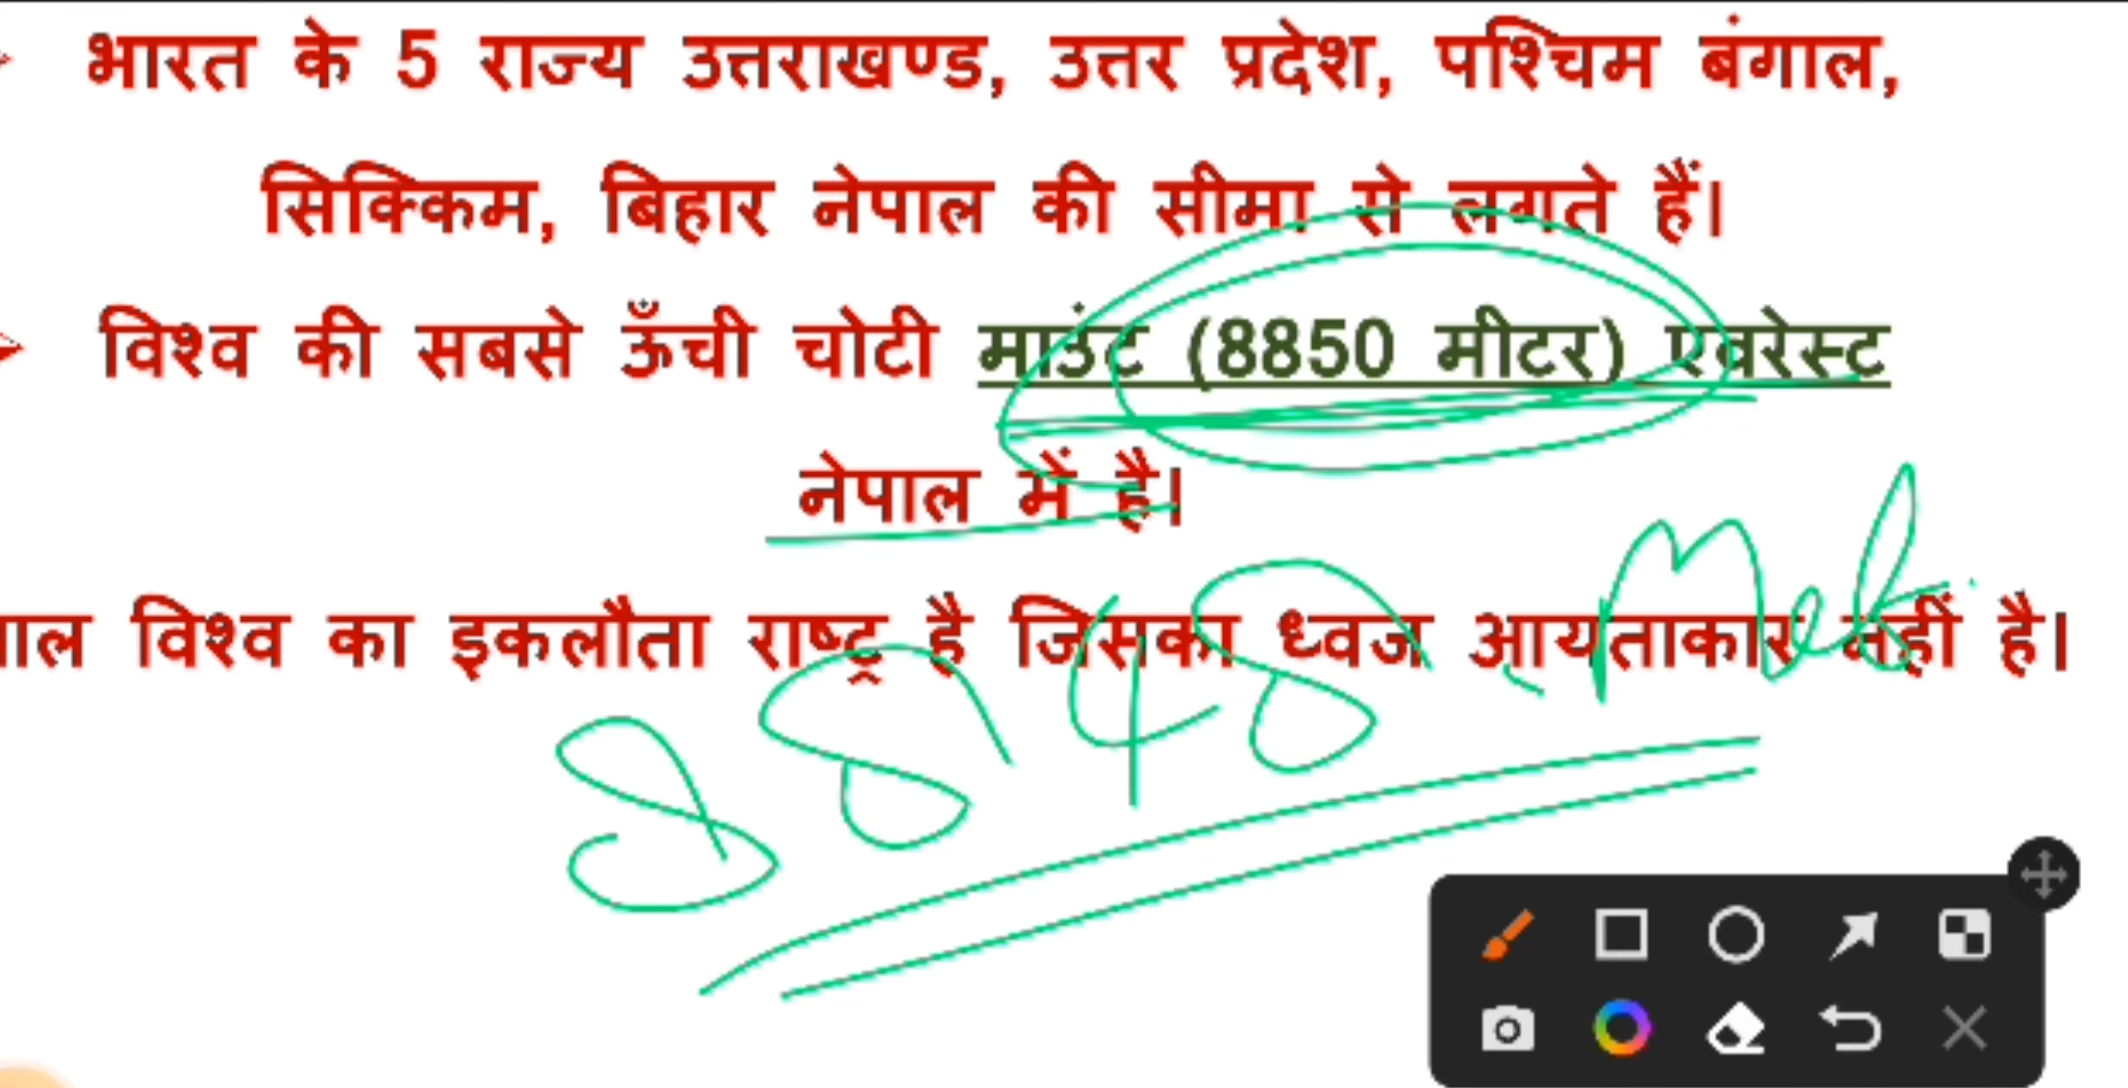 भारत के 5 राज्य उत्तराखण्ड, उत्तर प्रदेश, पश्चिम बंगाल,
सिक्किम, बिहार नेपाल की सीमा से लगते हैं।
विश्व की सबसे ऊँची चोटी माउंट (8850 मीटर) एवरेस्ट
नेपाल में है।
विश्व का इकलौता राष्ट्र है जिसका ध्वज आयताकार नहीं है।
8848